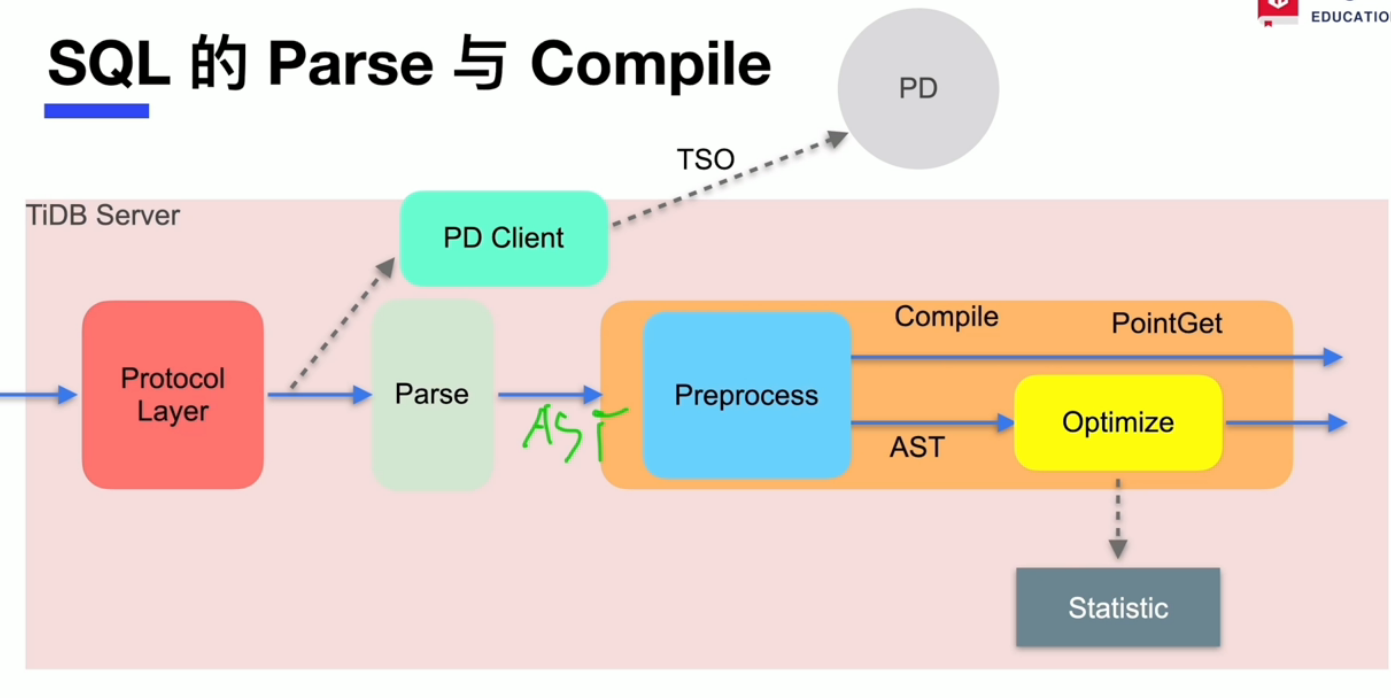 EDUCATIO
SQL 的 Parse 与 Compile
PD
TSO
TiDB Server
PD Client
Compile
PointGet
Protocol
Layer
Parse
AST
Preprocess
AST
Optimize
Statistic